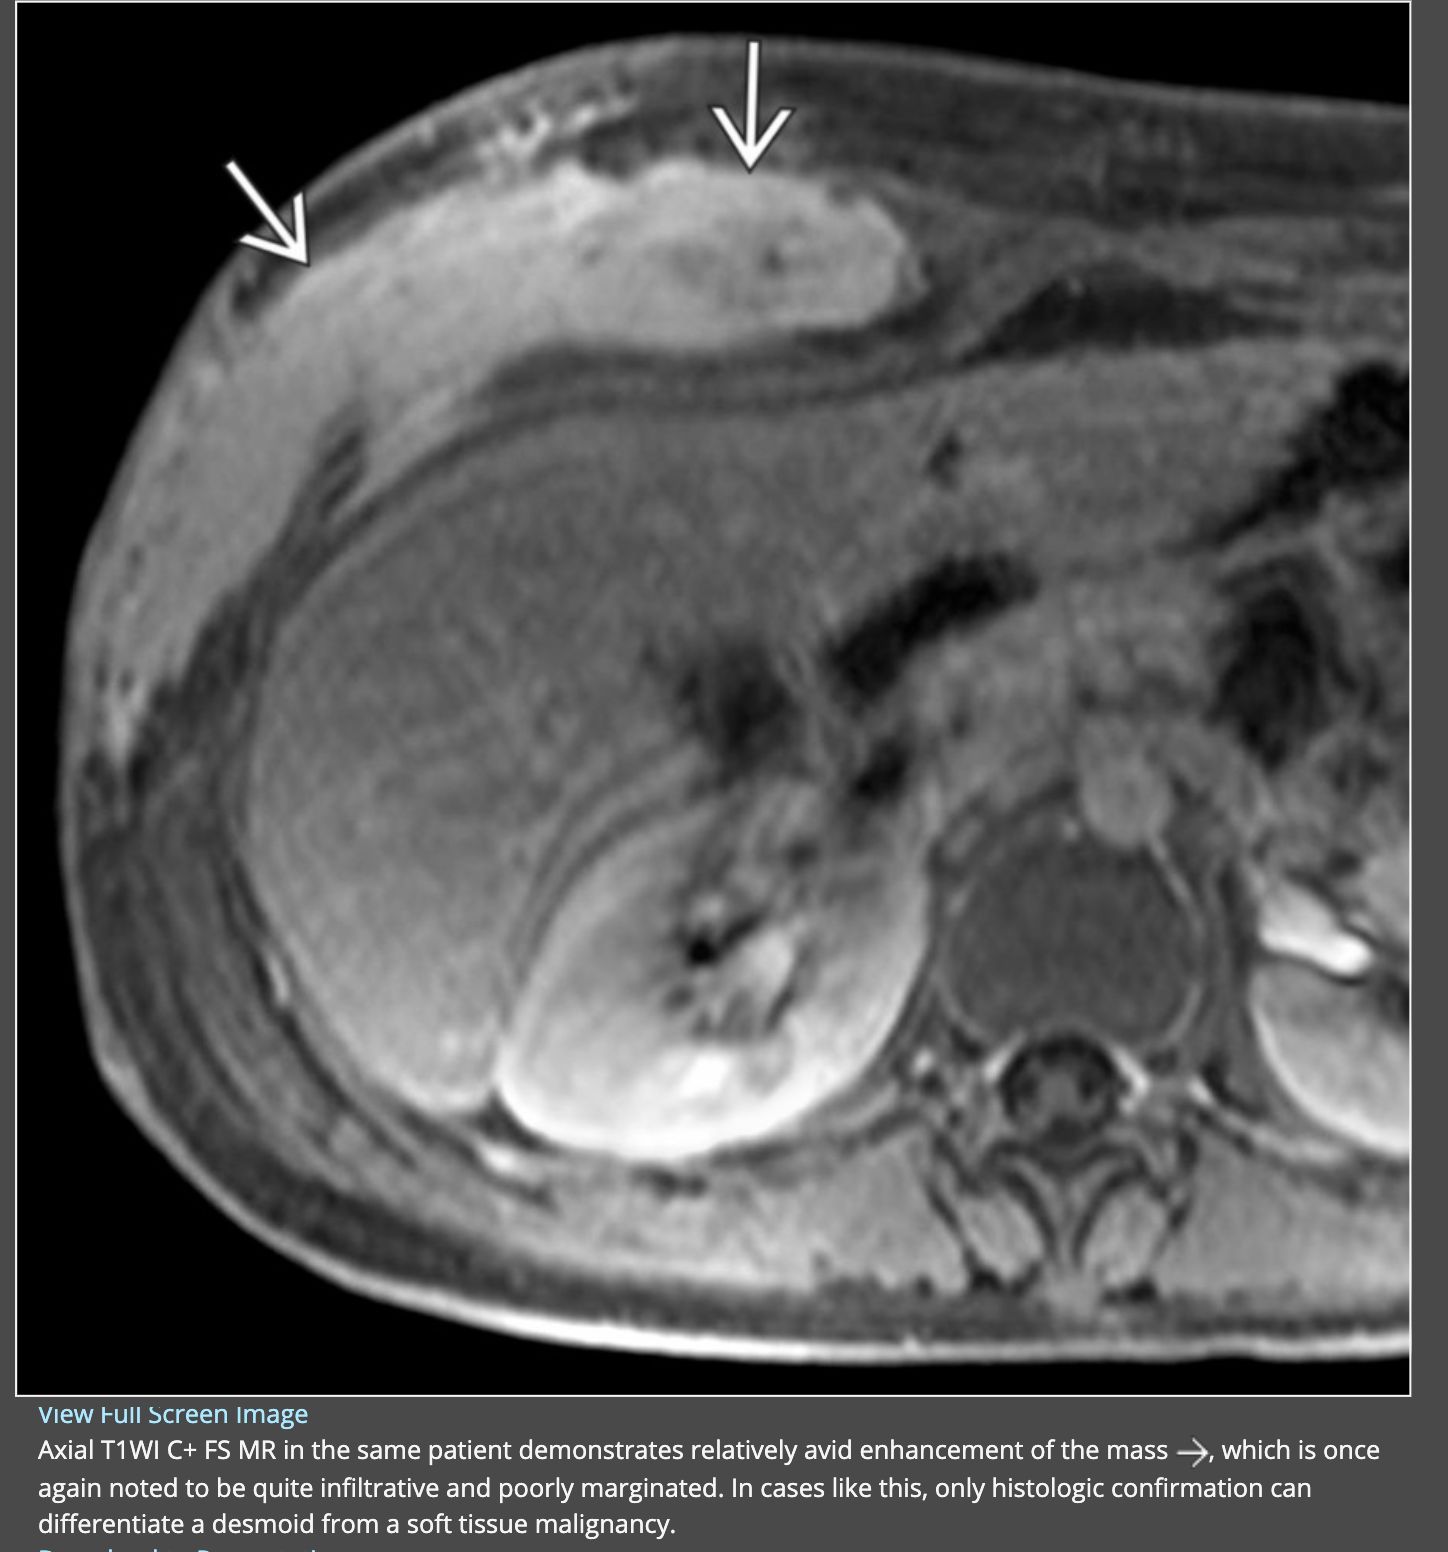 View Full Screen Image
Axial T1WI C+ FS MR in the same patient demonstrates relatively avid enhancement of the mass →, which is once
again noted to be quite infiltrative and poorly marginated. In cases like this, only histologic confirmation can
differentiate a desmoid from a soft tissue malignancy.